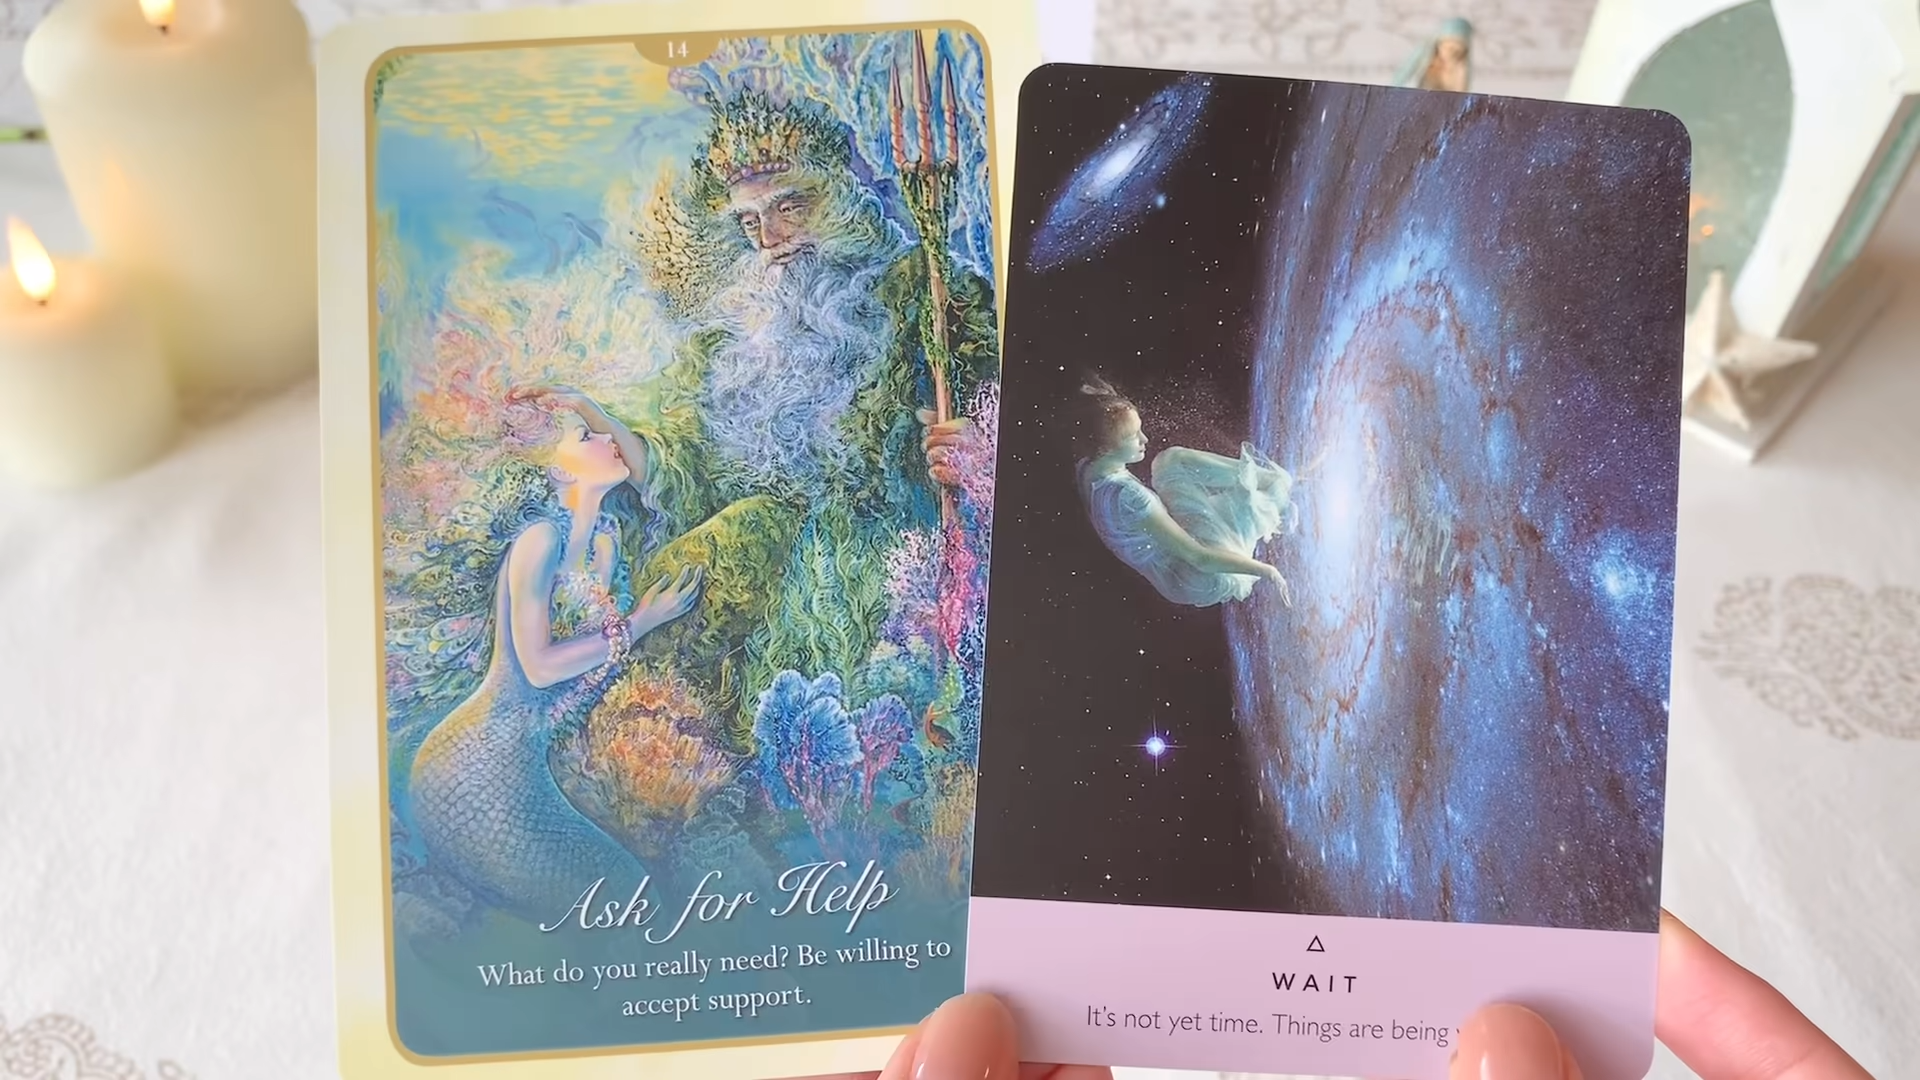 14
Ask for Help
What do you really need? Be willing to
accept support.
WAIT
It's not yet time. Things are being